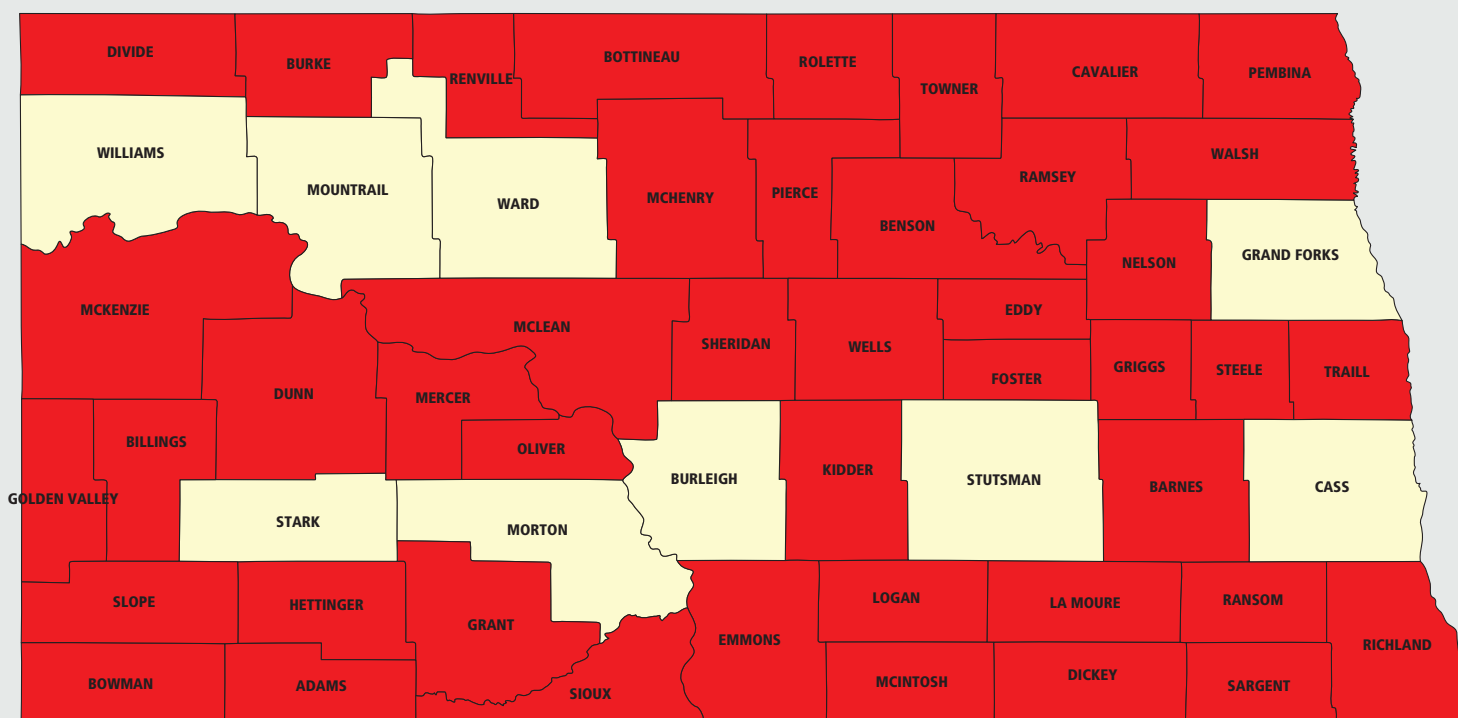 DIVIDE
BURKE
RENVILLE
BOTTINEAU
ROLETTE
TOWNER
CAVALIER
PEMBINA
WILLIAMS
MOUNTRAIL
WARD
MCHENRY
PIERCE
BENSON
RAMSEY
WALSH
NELSON
GRAND FORKS
MCKENZIE
MCLEAN
SHERIDAN
WELLS
EDDY
FOSTER
GRIGGS
STEELE
TRAILL
DUNN
MERCER
OLIVER
BILLINGS
GOLDEN VALLEY
STARK
MORTON
BURLEIGH
KIDDER
STUTSMAN
BARNES
CASS
SLOPE
HETTINGER
GRANT
EMMONS
LOGAN
LA MOURE
RANSOM
RICHLAND
BOWMAN
ADAMS
SIOUX
MCINTOSH
DICKEY
SARGENT